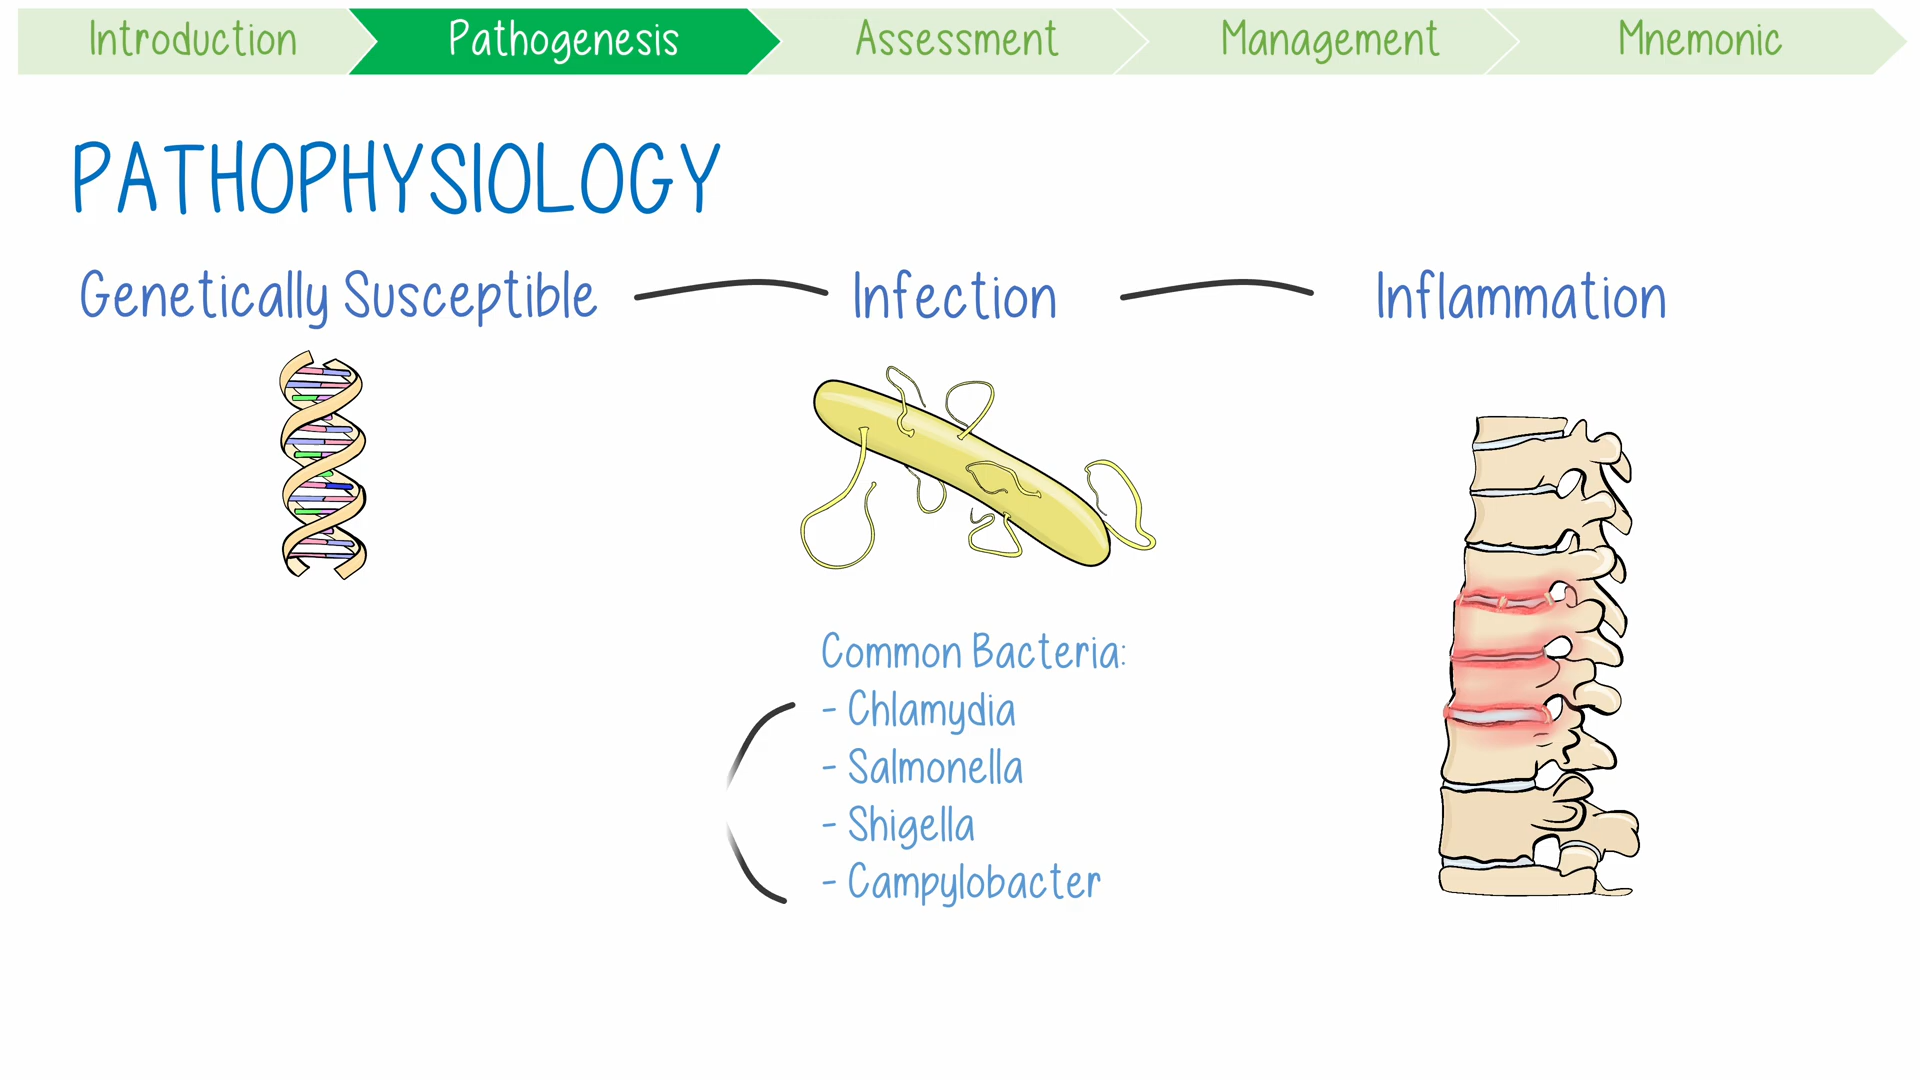 Introduction
Pathogenesis
Assessment
Management
Mnemonic
PATHOPHYSIOLOGY
Genetically Susceptible
Infection
Inflammation
Common Bacteria:
- Chlamydia
- Salmonella
- Shigella
- Campylobacter